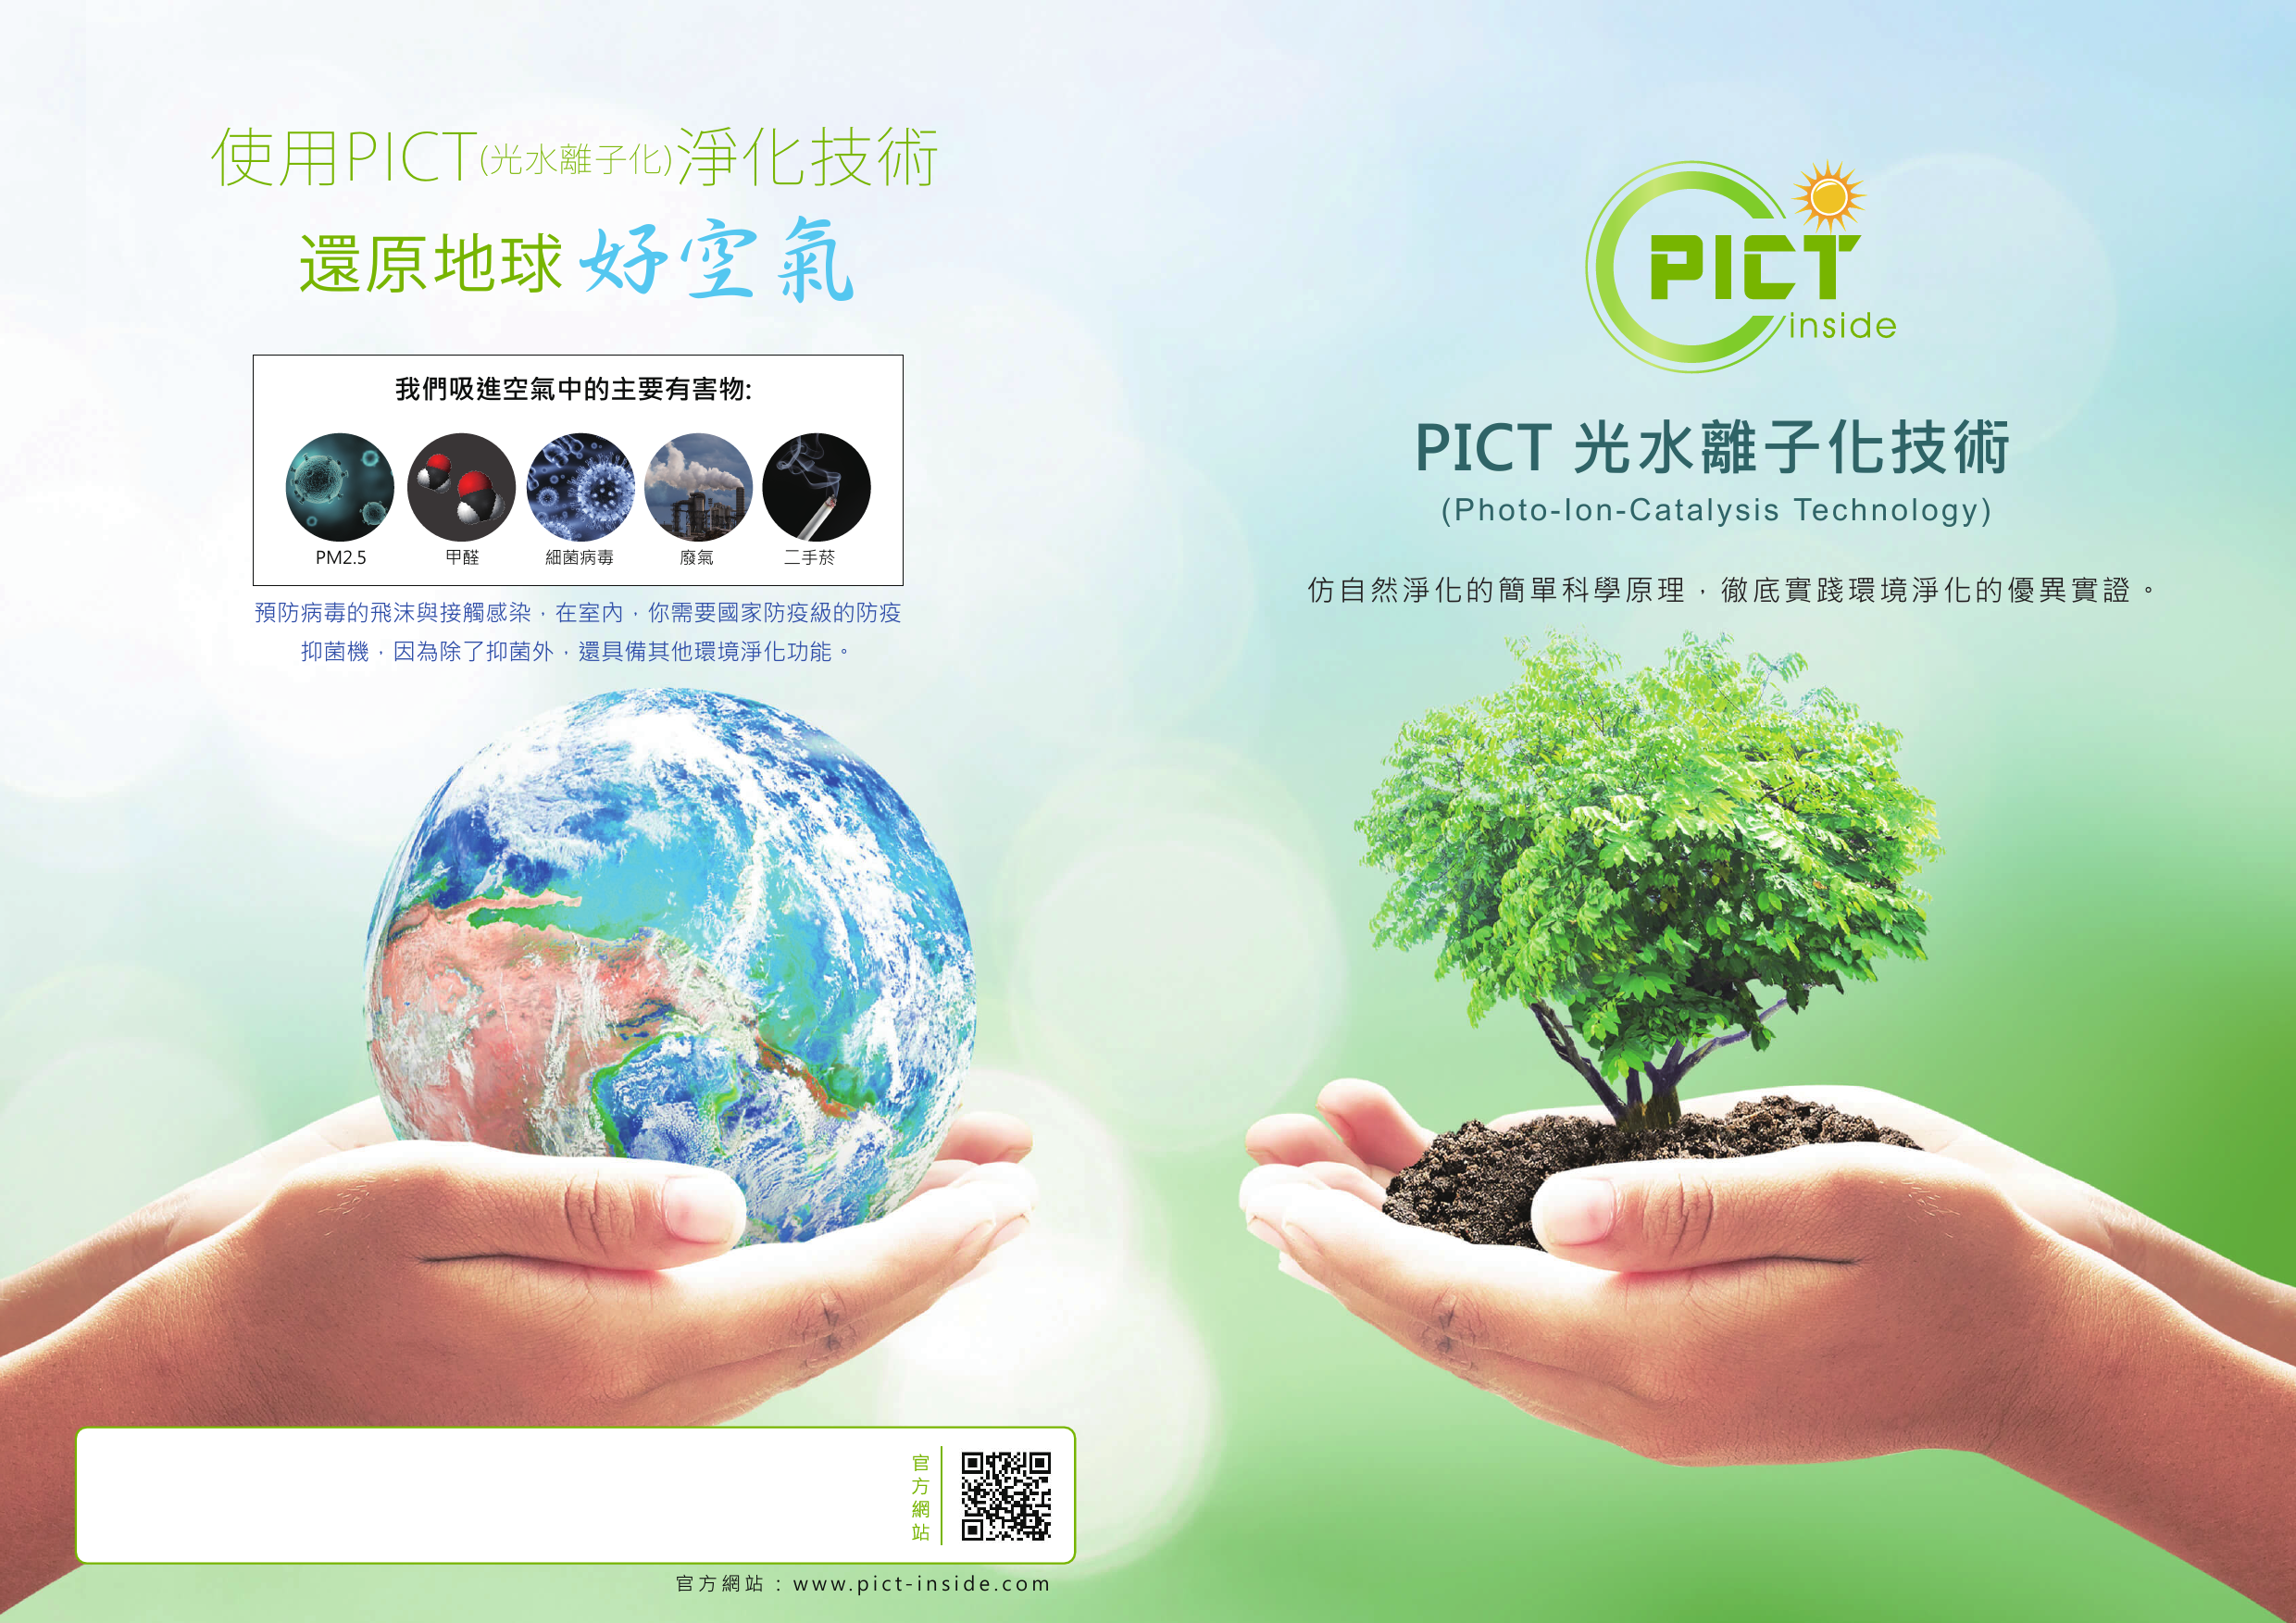 使用PICT(光水離子化)淨化技術
還原地球好空氣
我們吸進空氣中的主要有害物:
PM2.5 甲醛 細菌病毒 廢氣 二手菸
預防病毒的飛沫與接觸感染，在室內，你需要國家防疫級的防疫
抑菌機，因為除了抑菌外，還具備其他環境淨化功能。
官方網站
官方網站：www.pict-inside.com
PICT
inside
PICT 光水離子化技術
(Photo-Ion-Catalysis Technology)
仿自然淨化的簡單科學原理，徹底實踐環境淨化的優異實證。